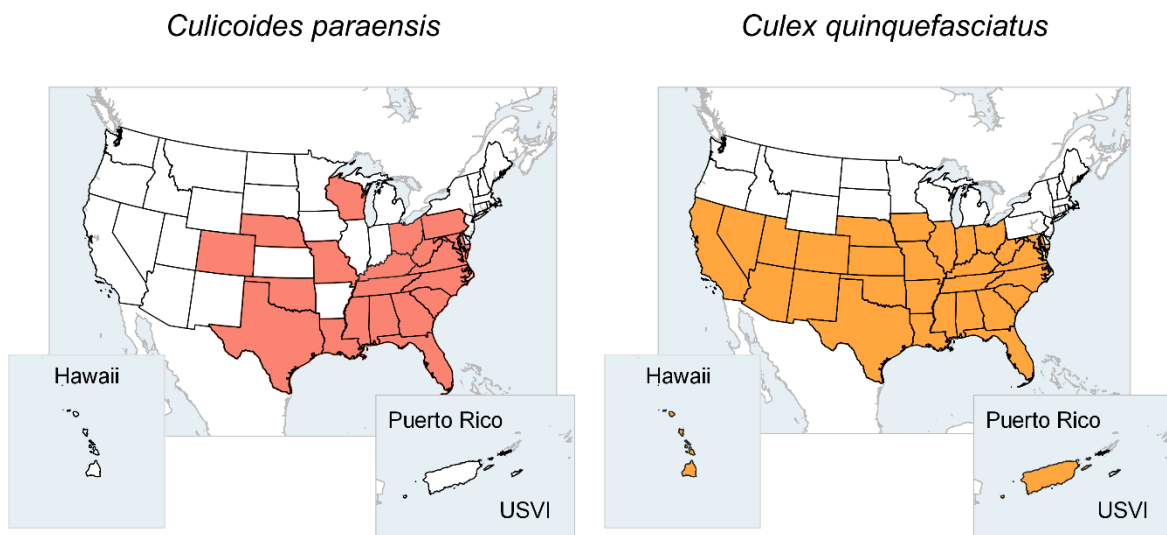 Culicoides paraensis
Culex quinquefasciatus
Hawaii
Puerto Rico
USVI
Hawaii
Puerto Rico
USVI